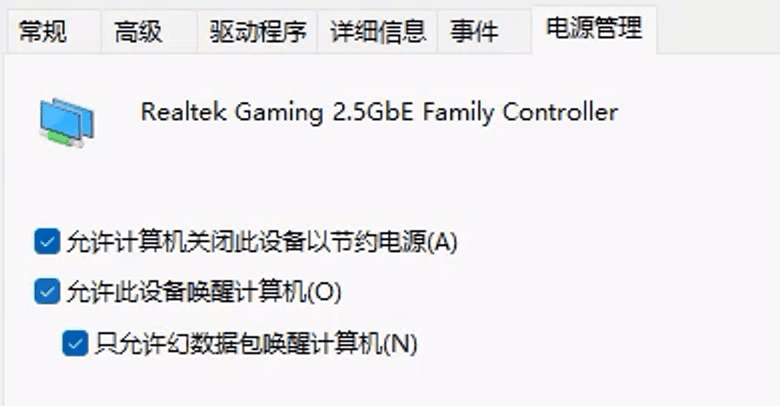 常规 高级 驱动程序 详细信息 事件 电源管理
Realtek Gaming 2.5GbE Family Controller
允许计算机关闭此设备以节约电源(A)
允许此设备唤醒计算机(O)
只允许幻数据包唤醒计算机(N)